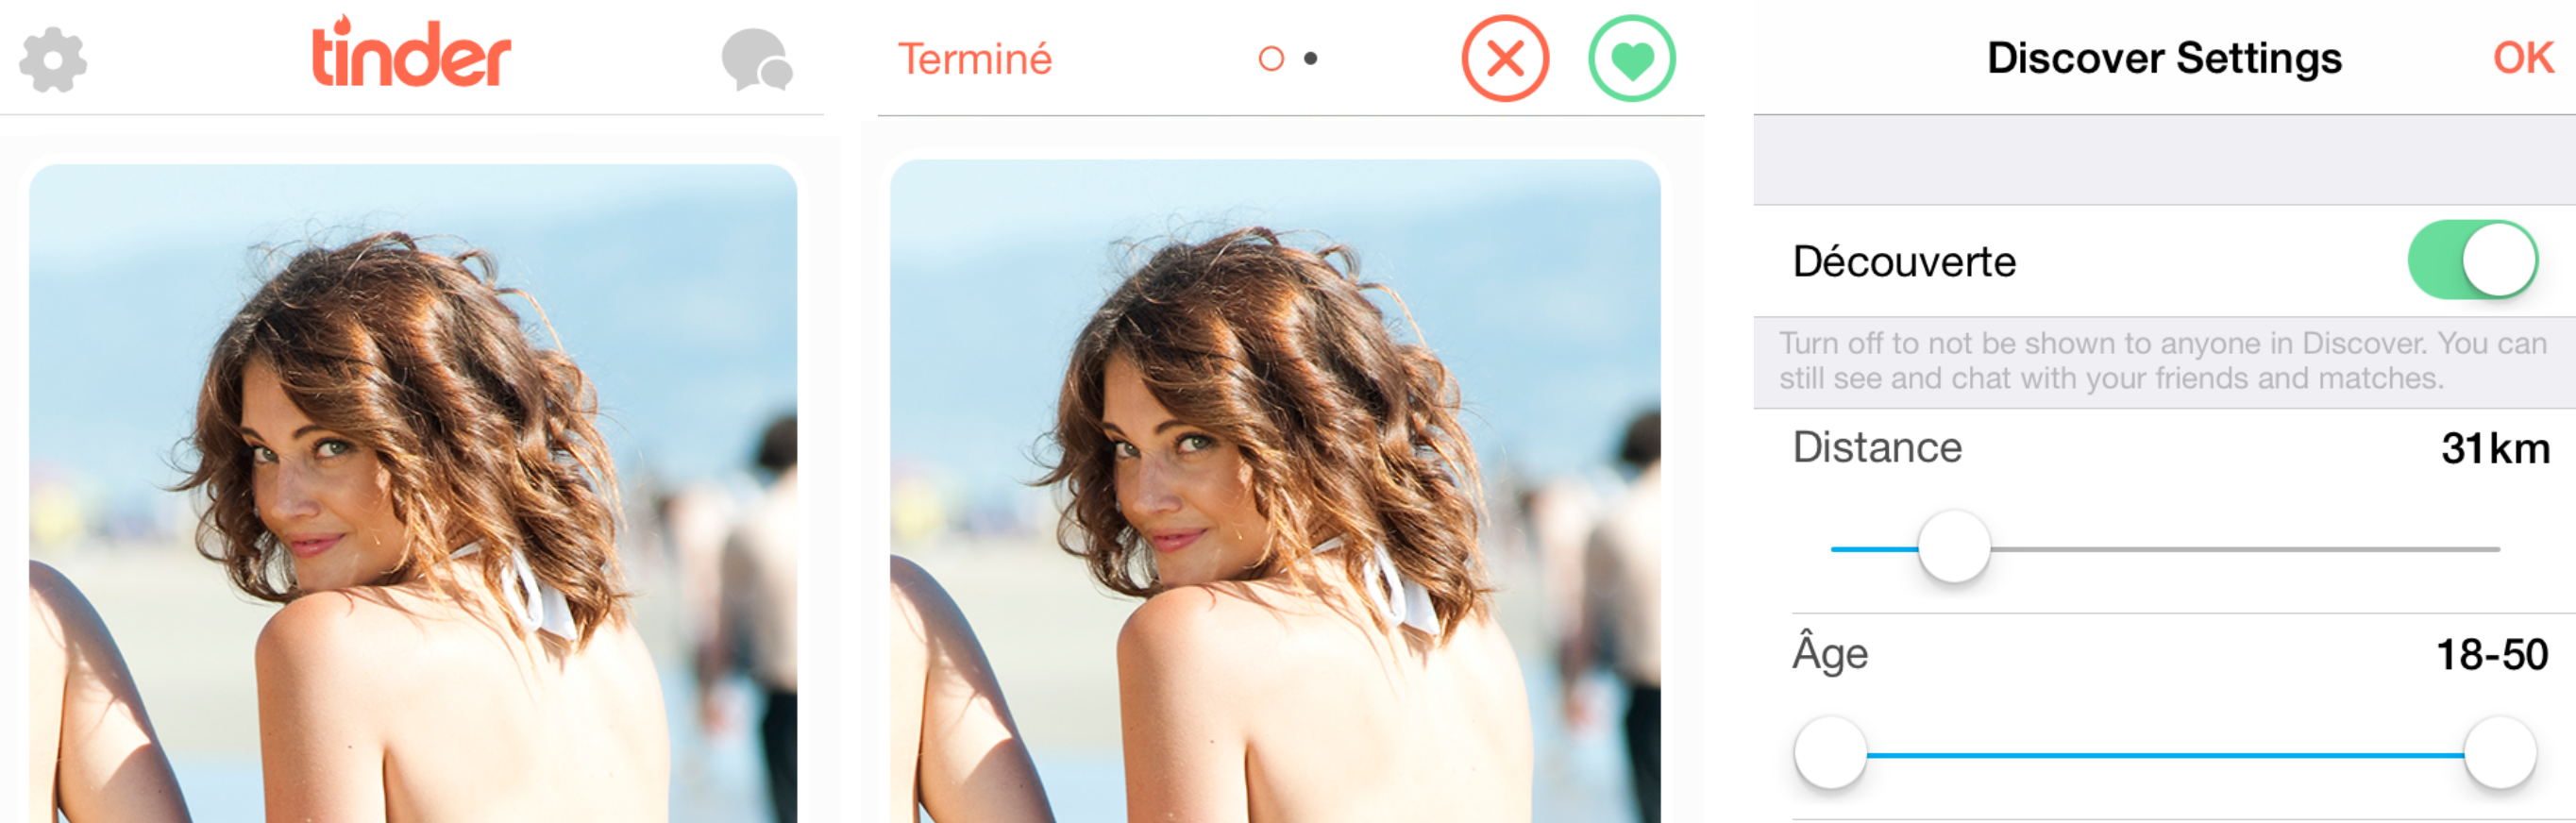 tinder
Terminé
Discover Settings
OK
Découverte
Turn off to not be shown to anyone in Discover. You can
still see and chat with your friends and matches.
Distance
31km
Âge
18-50